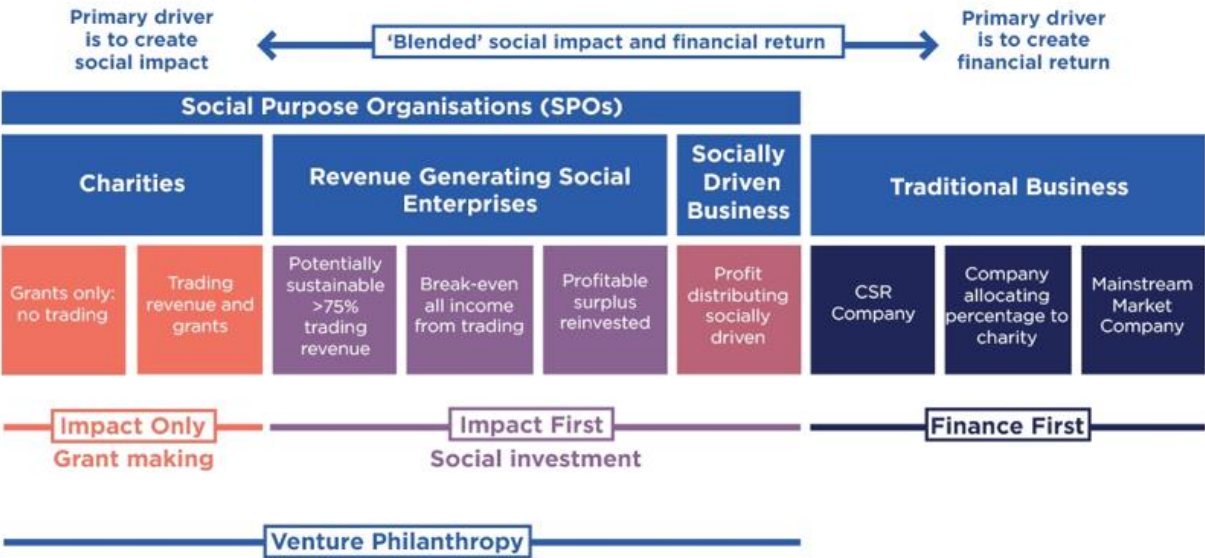 Primary driver
is to create
social impact
'Blended' social impact and financial return
Primary driver
is to create
financial return
Social Purpose Organisations (SPOs)
Charities
Revenue Generating Social
Enterprises
Socially
Driven
Business
Traditional Business
Grants only:
no trading
Trading
revenue and
grants
Potentially
sustainable
>75%
trading
revenue
Break-even
all income
from trading
Profitable
surplus
reinvested
Profit
distributing
socially
driven
CSR
Company
Company
allocating
percentage to
charity
Mainstream
Market
Company
Impact Only
Grant making
Impact First
Social investment
Finance First
Venture Philanthropy